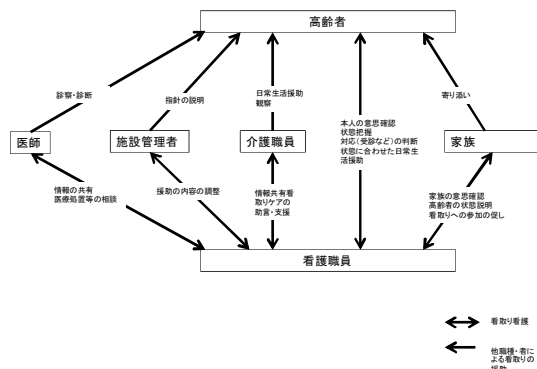 高齢者
診察・診断
指針の説明
日常生活援助
観察
本人の意思確認
状態把握
対応(受診など)の判断
状態に合わせた日常生
活援助
寄り添い
医師
施設管理者
介護職員
家族
情報の共有
医療処置等の相談
援助の内容の調整
情報共有看
取りケアの
助言・支援
家族の意思確認
高齢者の状態説明
看取りへの参加の促し
看護職員
看取り看護
他職種・者に
よる看取りの
援助